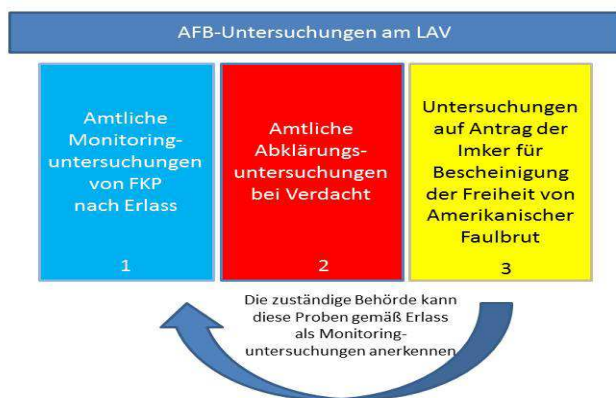 AFB-Untersuchungen am LAV
Amtliche
Monitoring-
untersuchungen
von FKP
nach Erlass
1
Amtliche
Abklärungs-
untersuchungen
bei Verdacht
2
Untersuchungen
auf Antrag der
Imker für
Bescheinigung
der Freiheit von
Amerikanischer
Faulbrut
3
Die zuständige Behörde kann
diese Proben gemäß Erlass
als Monitoring-
untersuchungen anerkennen